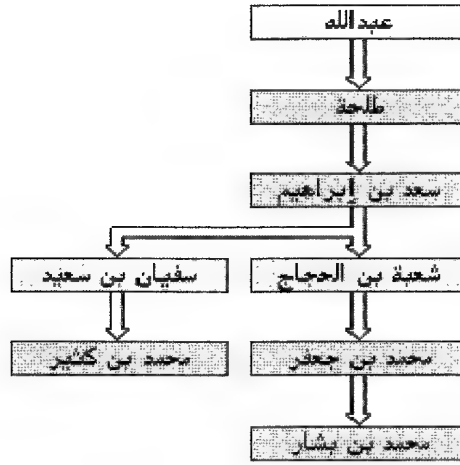 عبدالله
طلحة
سعد بن إبراهيم
شعبة بن الحجاج
سفيان بن سعيد
محمد بن جعفر
محمد بن كثير
محمد بن بشار